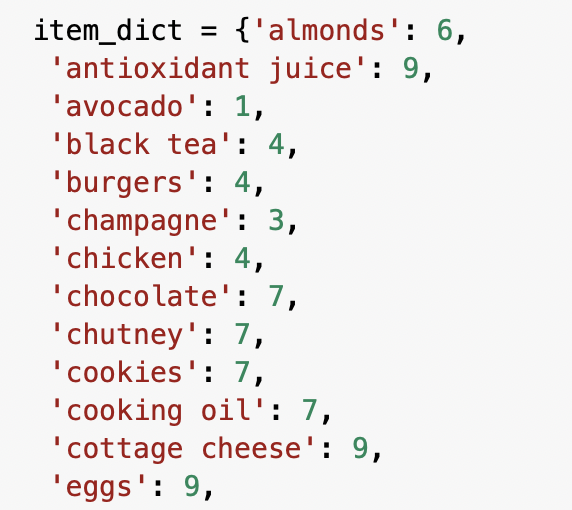 item_dict = {'almonds': 6,
'antioxidant juice': 9,
'avocado': 1,
'black tea': 4,
'burgers': 4,
'champagne': 3,
'chicken': 4,
'chocolate': 7,
'chutney': 7,
'cookies': 7,
'cooking oil': 7,
'cottage cheese': 9,
'eggs': 9,